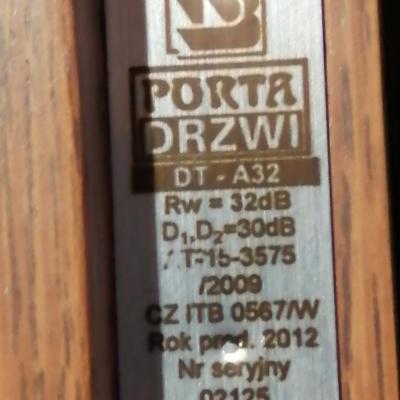 PORTA
DRZWI
DT - A32
Rw = 32dB
D1,D2=30dB
AT-15-3575
/2009
CZ ITB 0567/W
Rok prod. 2012
Nr seryjny
02125